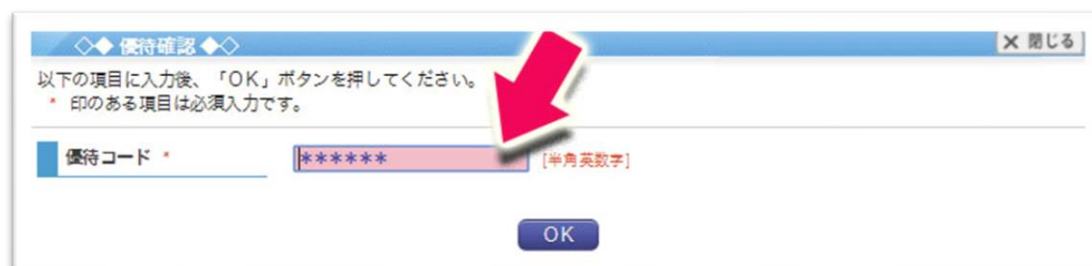 ◇◆ 優待確認 ◆◇
× 閉じる
以下の項目に入力後、「OK」ボタンを押してください。
* 印のある項目は必須入力です。
優待コード *
****** [半角英数字]
OK